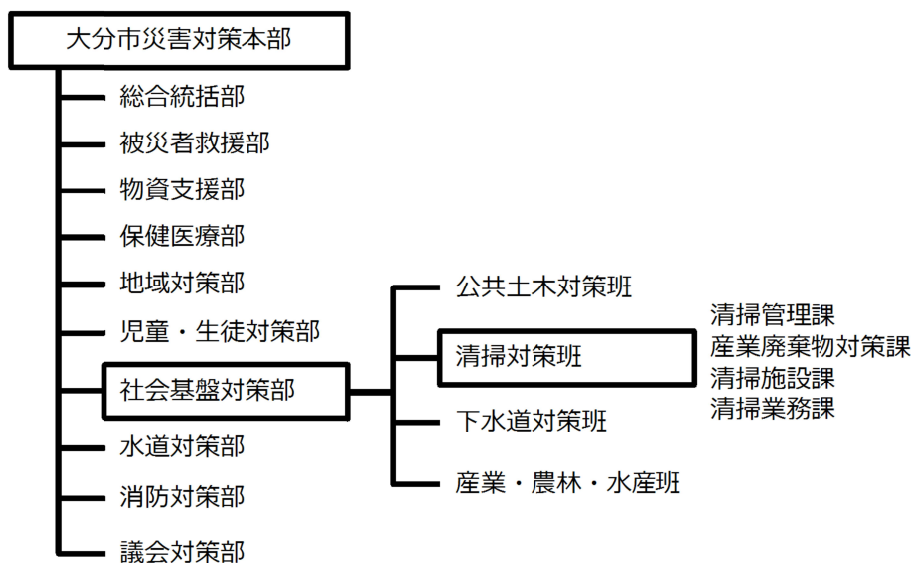 大分市災害対策本部
総合統括部
被災者救援部
物資支援部
保健医療部
地域対策部
児童・生徒対策部
社会基盤対策部
水道対策部
消防対策部
議会対策部
公共土木対策班
清掃対策班
下水道対策班
産業・農林・水産班
清掃管理課
産業廃棄物対策課
清掃施設課
清掃業務課